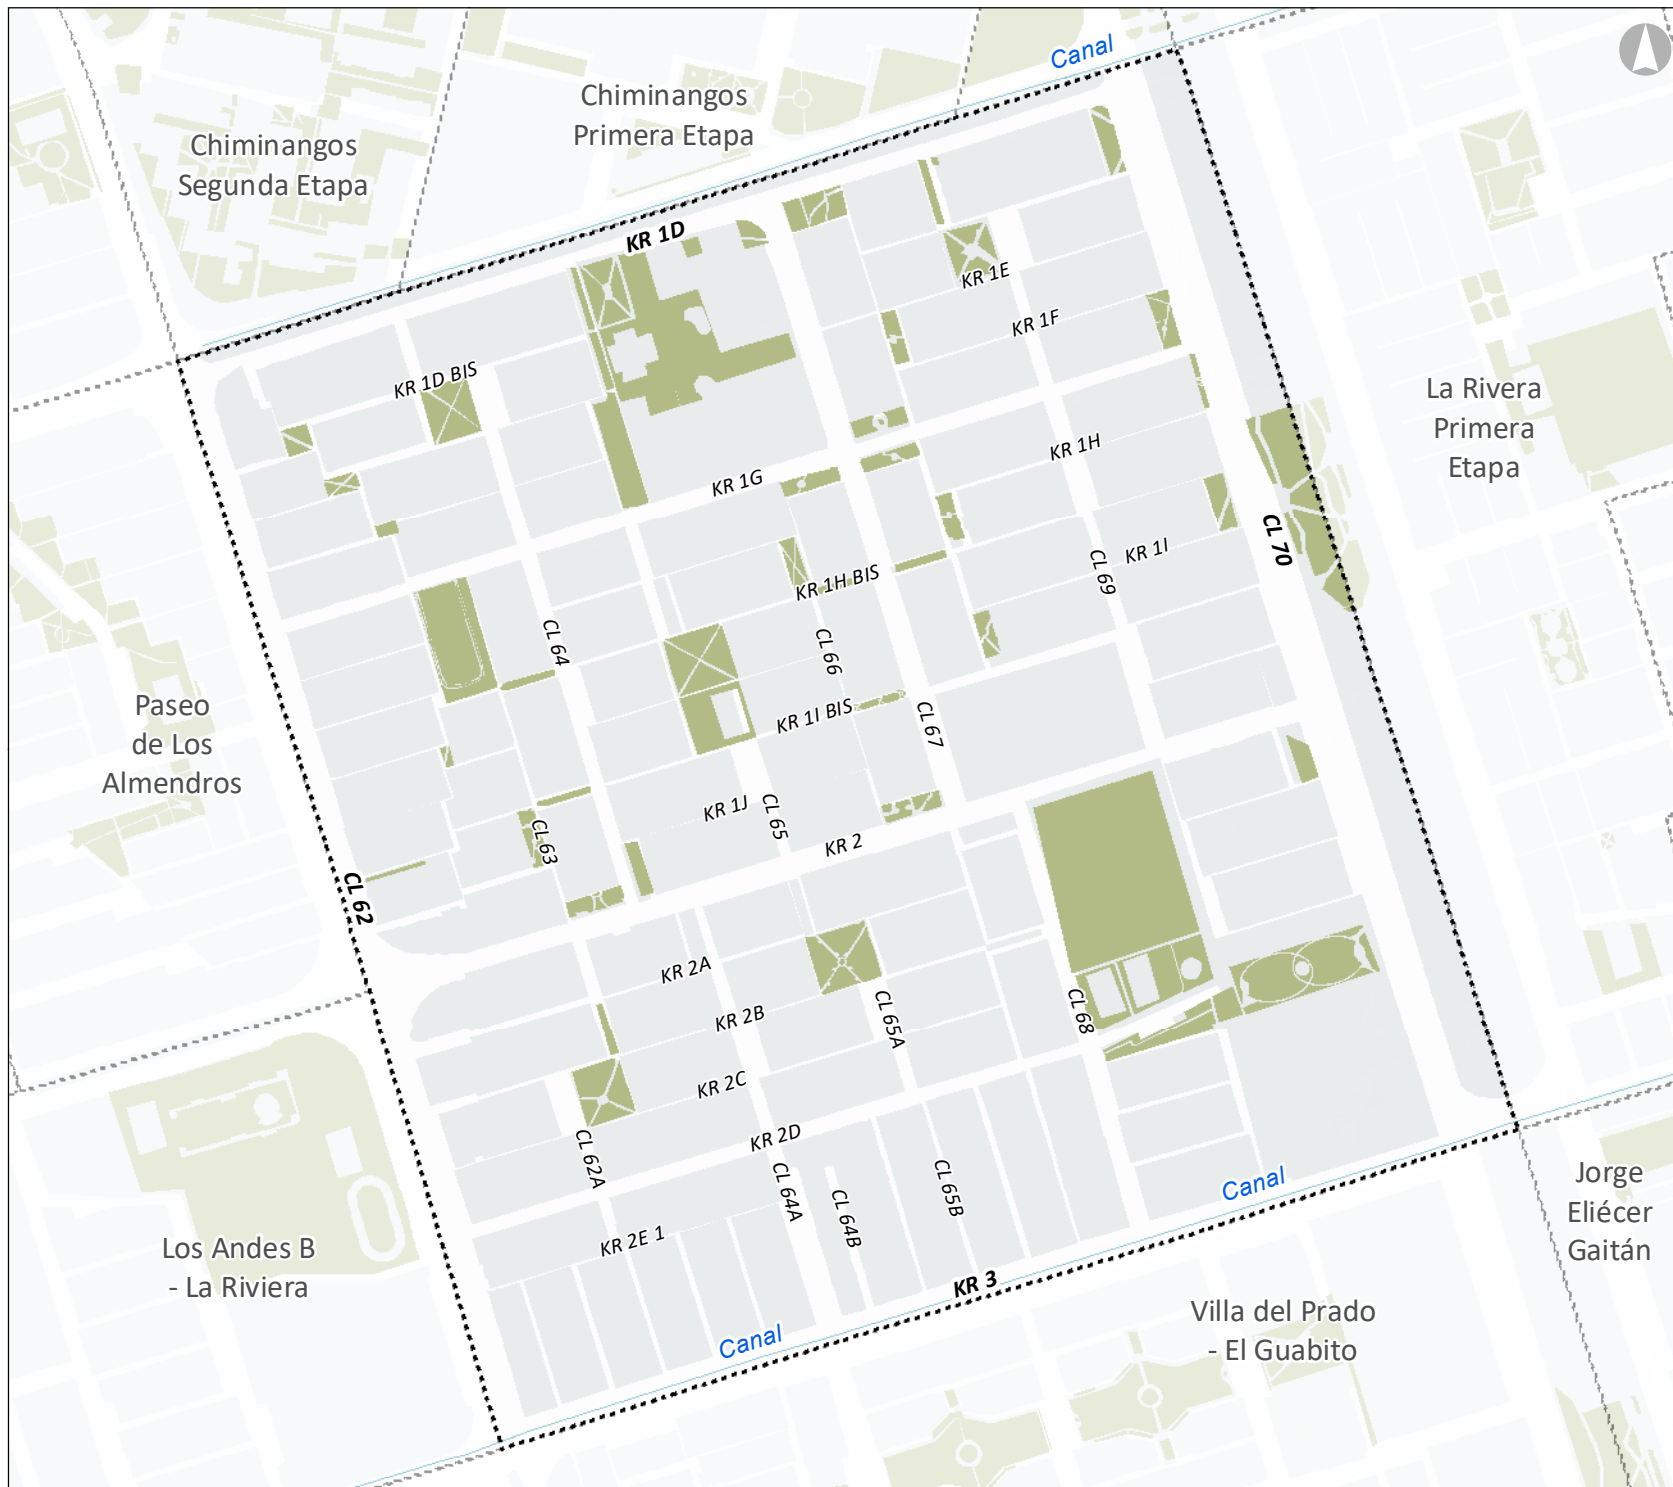 Canal
Chiminangos
Primera Etapa
Chiminangos
Segunda Etapa
KR 1D
KR 1E
KR 1F
KR 1D BIS
La Rivera
Primera
Etapa
KR 1H
KR 1G
CL 70
KR 1I
CL 69
KR 1H BIS
CL 64
CL 66
Paseo
de Los
Almendros
KR 1I BIS
CL 67
KR 1J
CL 65
KR 2
CL 63
CL 62
KR 2A
KR 2B
CL 65A
CL 68
KR 2C
KR 2D
CL 62A
CL 64A
CL 64B
CL 65B
Canal
Jorge
Eliécer
Gaitán
KR 2E 1
Los Andes B
- La Riviera
KR 3
Villa del Prado
- El Guabito
Canal